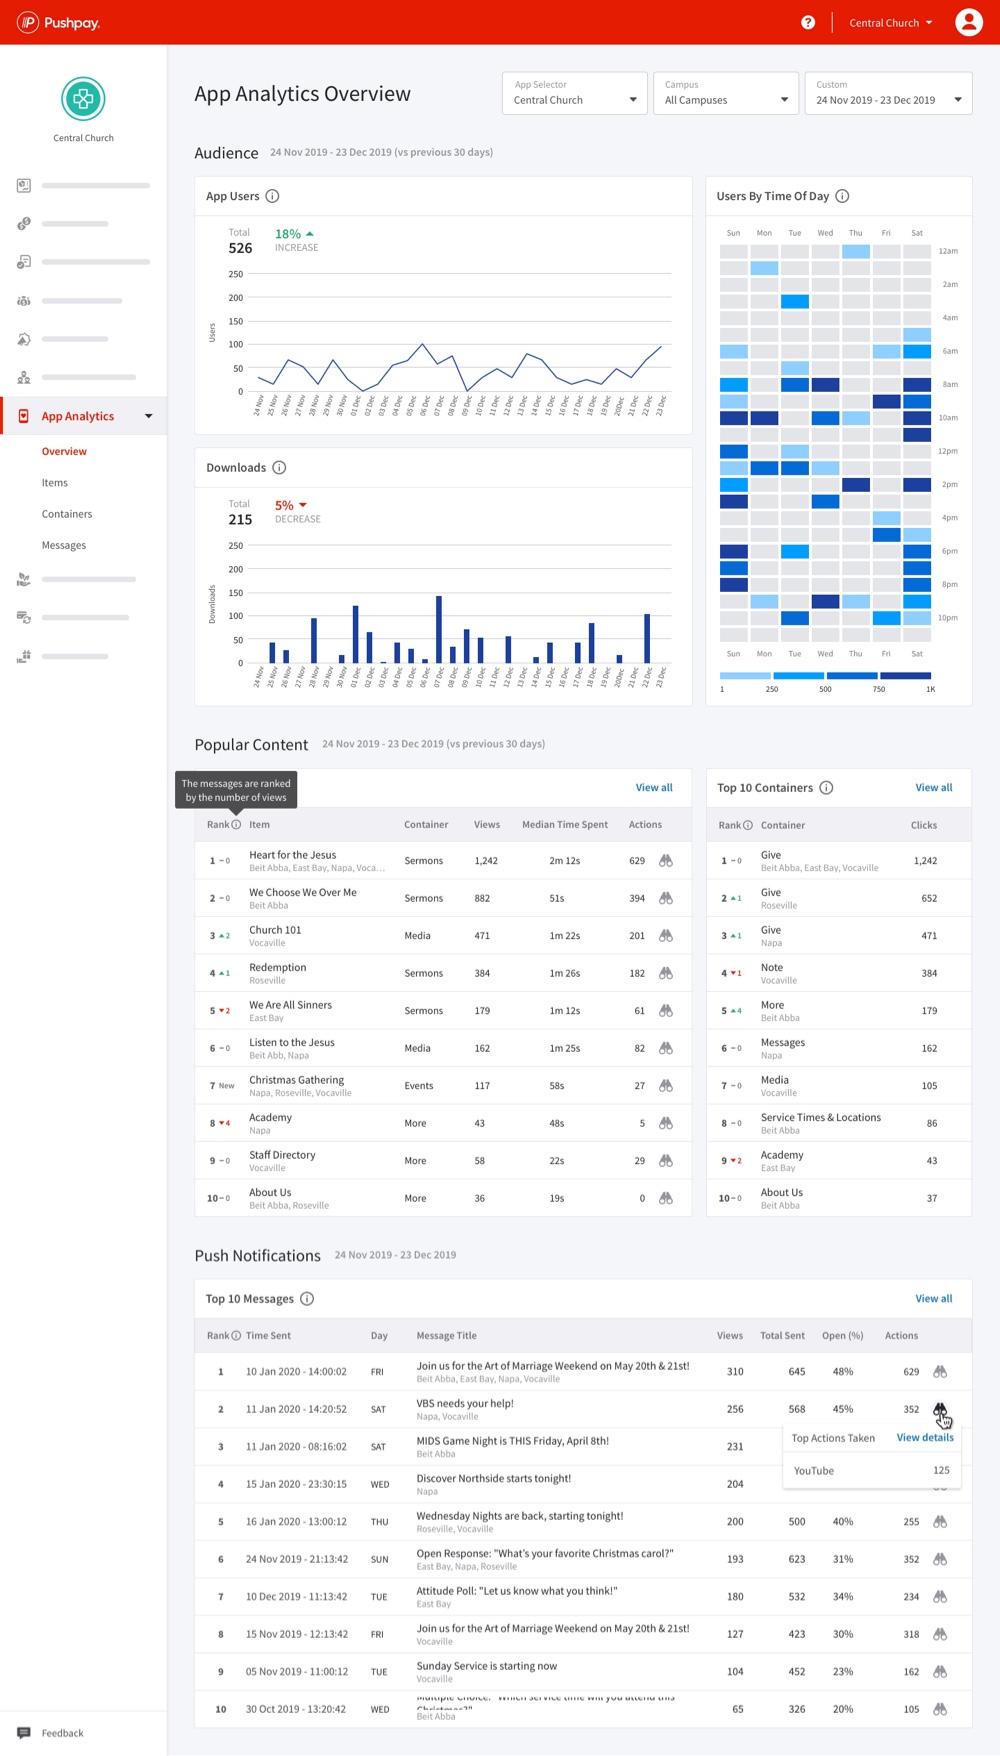 Pushpay
Central Church
Central Church
App Analytics
Overview
Items
Containers
Messages
Feedback
App Analytics Overview
App Selector
Central Church
Campus
All Campuses
Custom
24 Nov 2019 - 23 Dec 2019
Audience 24 Nov 2019 - 23 Dec 2019 (vs previous 30 days)
App Users
Total
526
18%
INCREASE
250
200
150
100
50
0
Users
24 Nov 25 Nov 26 Nov 27 Nov 28 Nov 29 Nov 30 Nov 01 Dec 02 Dec 03 Dec 04 Dec 05 Dec 06 Dec 07 Dec 08 Dec 09 Dec 10 Dec 11 Dec 12 Dec 13 Dec 14 Dec 15 Dec 16 Dec 17 Dec 18 Dec 19 Dec 20Dec 21 Dec 22 Dec 23 Dec
Downloads
Total
215
5%
DECREASE
250
200
150
100
50
0
Downloads
24 Nov 25 Nov 26 Nov 27 Nov 28 Nov 29 Nov 30 Nov 01 Dec 02 Dec 03 Dec 04 Dec 05 Dec 06 Dec 07 Dec 08 Dec 09 Dec 10 Dec 11 Dec 12 Dec 13 Dec 14 Dec 15 Dec 16 Dec 17 Dec 18 Dec 19 Dec 20Dec 21 Dec 22 Dec 23 Dec
Users By Time Of Day
Sun Mon Tue Wed Thu Fri Sat
12am
2am
4am
6am
8am
10am
12pm
2pm
4pm
6pm
8pm
10pm
Sun Mon Tue Wed Thu Fri Sat
1 250 500 750 1K
Popular Content 24 Nov 2019 - 23 Dec 2019 (vs previous 30 days)
The messages are ranked
by the number of views
View all
Rank Item Container Views Median Time Spent Actions
1 – 0 Heart for the Jesus Sermons 1,242 2m 12s 629
Beit Abba, East Bay, Napa, Voca...
2 – 0 We Choose We Over Me Sermons 882 51s 394
Beit Abba
3 ▲ 2 Church 101 Media 471 1m 22s 201
Vocaville
4 ▲ 1 Redemption Sermons 384 1m 26s 182
Roseville
5 ▼ 2 We Are All Sinners Sermons 179 1m 12s 61
East Bay
6 – 0 Listen to the Jesus Media 162 1m 25s 82
Beit Abb, Napa
7 New Christmas Gathering Events 117 58s 27
Napa, Roseville, Vocaville
8 ▼ 4 Academy More 43 48s 5
Napa
9 – 0 Staff Directory More 58 22s 29
Vocaville
10 – 0 About Us More 36 19s 0
Beit Abba, Roseville
Top 10 Containers View all
Rank Container Clicks
1 – 0 Give 1,242
Beit Abba, East Bay, Vocaville
2 ▲ 1 Give 652
Roseville
3 ▲ 1 Give 471
Napa
4 ▼ 1 Note 384
Vocaville
5 ▲ 4 More 179
Beit Abba
6 – 0 Messages 162
Napa
7 – 0 Media 105
Vocaville
8 – 0 Service Times & Locations 86
Beit Abba
9 ▼ 2 Academy 43
East Bay
10 – 0 About Us 37
Beit Abba
Push Notifications 24 Nov 2019 - 23 Dec 2019
Top 10 Messages View all
Rank Time Sent Day Message Title Views Total Sent Open (%) Actions
1 10 Jan 2020 - 14:00:02 FRI Join us for the Art of Marriage Weekend on May 20th & 21st! 310 645 48% 629
Beit Abba, East Bay, Napa, Vocaville
2 11 Jan 2020 - 14:20:52 SAT VBS needs your help! 256 568 45% 352
Napa, Vocaville
Top Actions Taken View details
YouTube 125
3 11 Jan 2020 - 08:16:02 SAT MIDS Game Night is THIS Friday, April 8th! 231
Beit Abba
4 15 Jan 2020 - 23:30:15 WED Discover Northside starts tonight! 204
Napa
5 16 Jan 2020 - 13:00:12 THU Wednesday Nights are back, starting tonight! 200 500 40% 255
Roseville, Vocaville
6 24 Nov 2019 - 21:13:42 SUN Open Response: "What's your favorite Christmas carol?" 193 623 31% 352
East Bay, Napa, Roseville
7 10 Dec 2019 - 11:13:42 TUE Attitude Poll: "Let us know what you think!" 180 532 34% 234
East Bay
8 15 Nov 2019 - 12:13:42 FRI Join us for the Art of Marriage Weekend on May 20th & 21st! 127 423 30% 318
Vocaville
9 05 Nov 2019 - 11:00:12 TUE Sunday Service is starting now 104 452 23% 162
Vocaville
10 30 Oct 2019 - 13:20:42 WED Multiple Choice: "Which service time will you attend this 65 326 20% 105
Christmas?"
Beit Abba